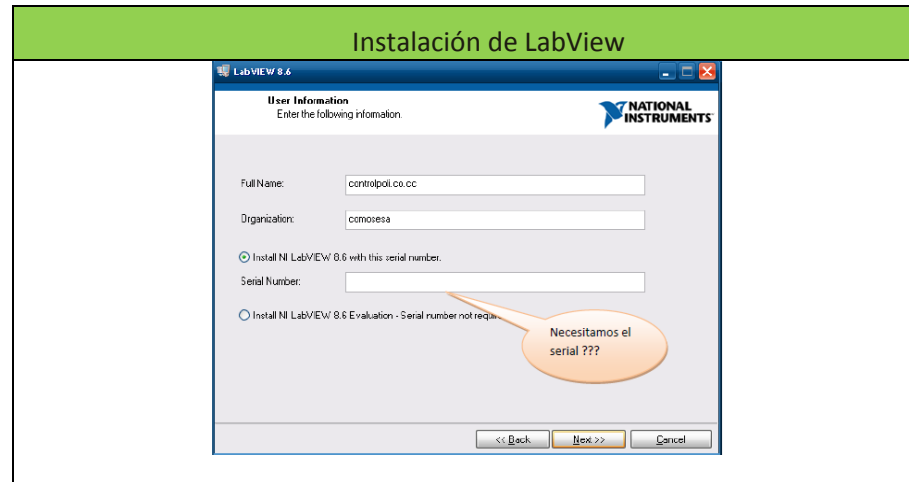 Instalación de LabView
LabVIEW 8.6
User Information
Enter the following information.
NATIONAL
INSTRUMENTS
Full Name:
controlpoli.co.cc
Organization:
comosesa
Install NI LabVIEW 8.6 with this serial number.
Serial Number:
Install NI LabVIEW 8.6 Evaluation - Serial number not
Necesitamos el
serial ???
<< Back
Next >>
Cancel